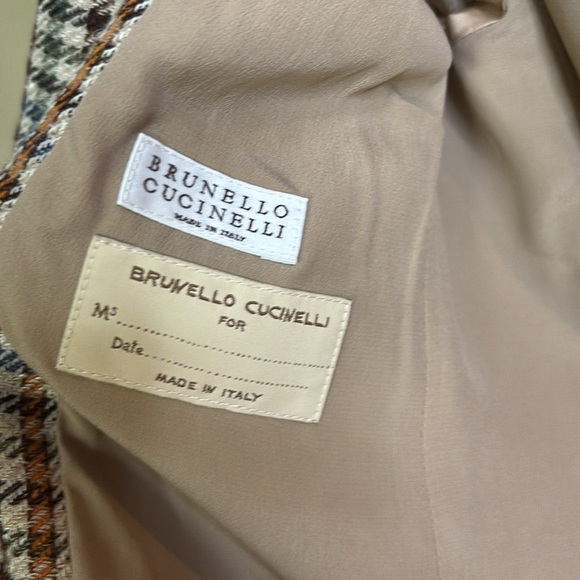 BRUNELLO
CUCINELLI
MADE IN ITALY
BRUNELLO CUCINELLI
FOR
Ms....................................
Date..............................
MADE IN ITALY